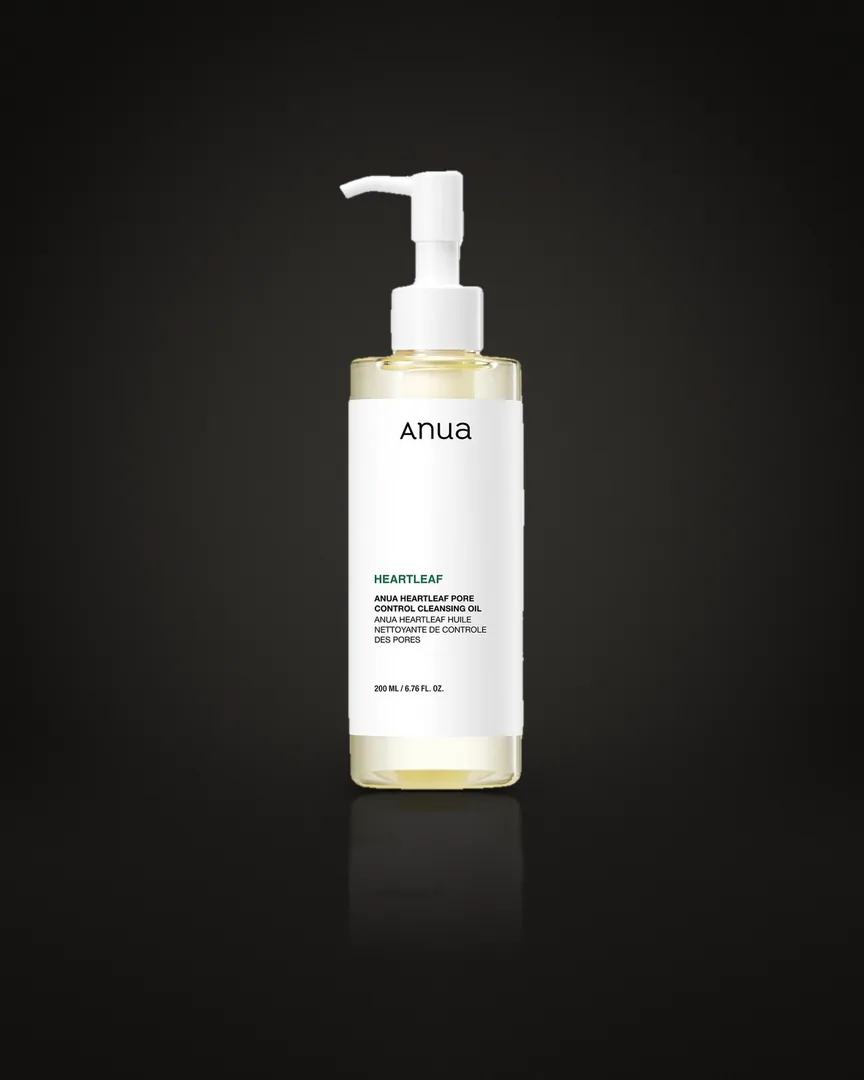 Anua
HEARTLEAF
ANUA HEARTLEAF PORE
CONTROL CLEANSING OIL
ANUA HEARTLEAF HUILE
NETTOYANTE DE CONTROLE
DES PORES
200 ML / 6.76 FL. OZ.